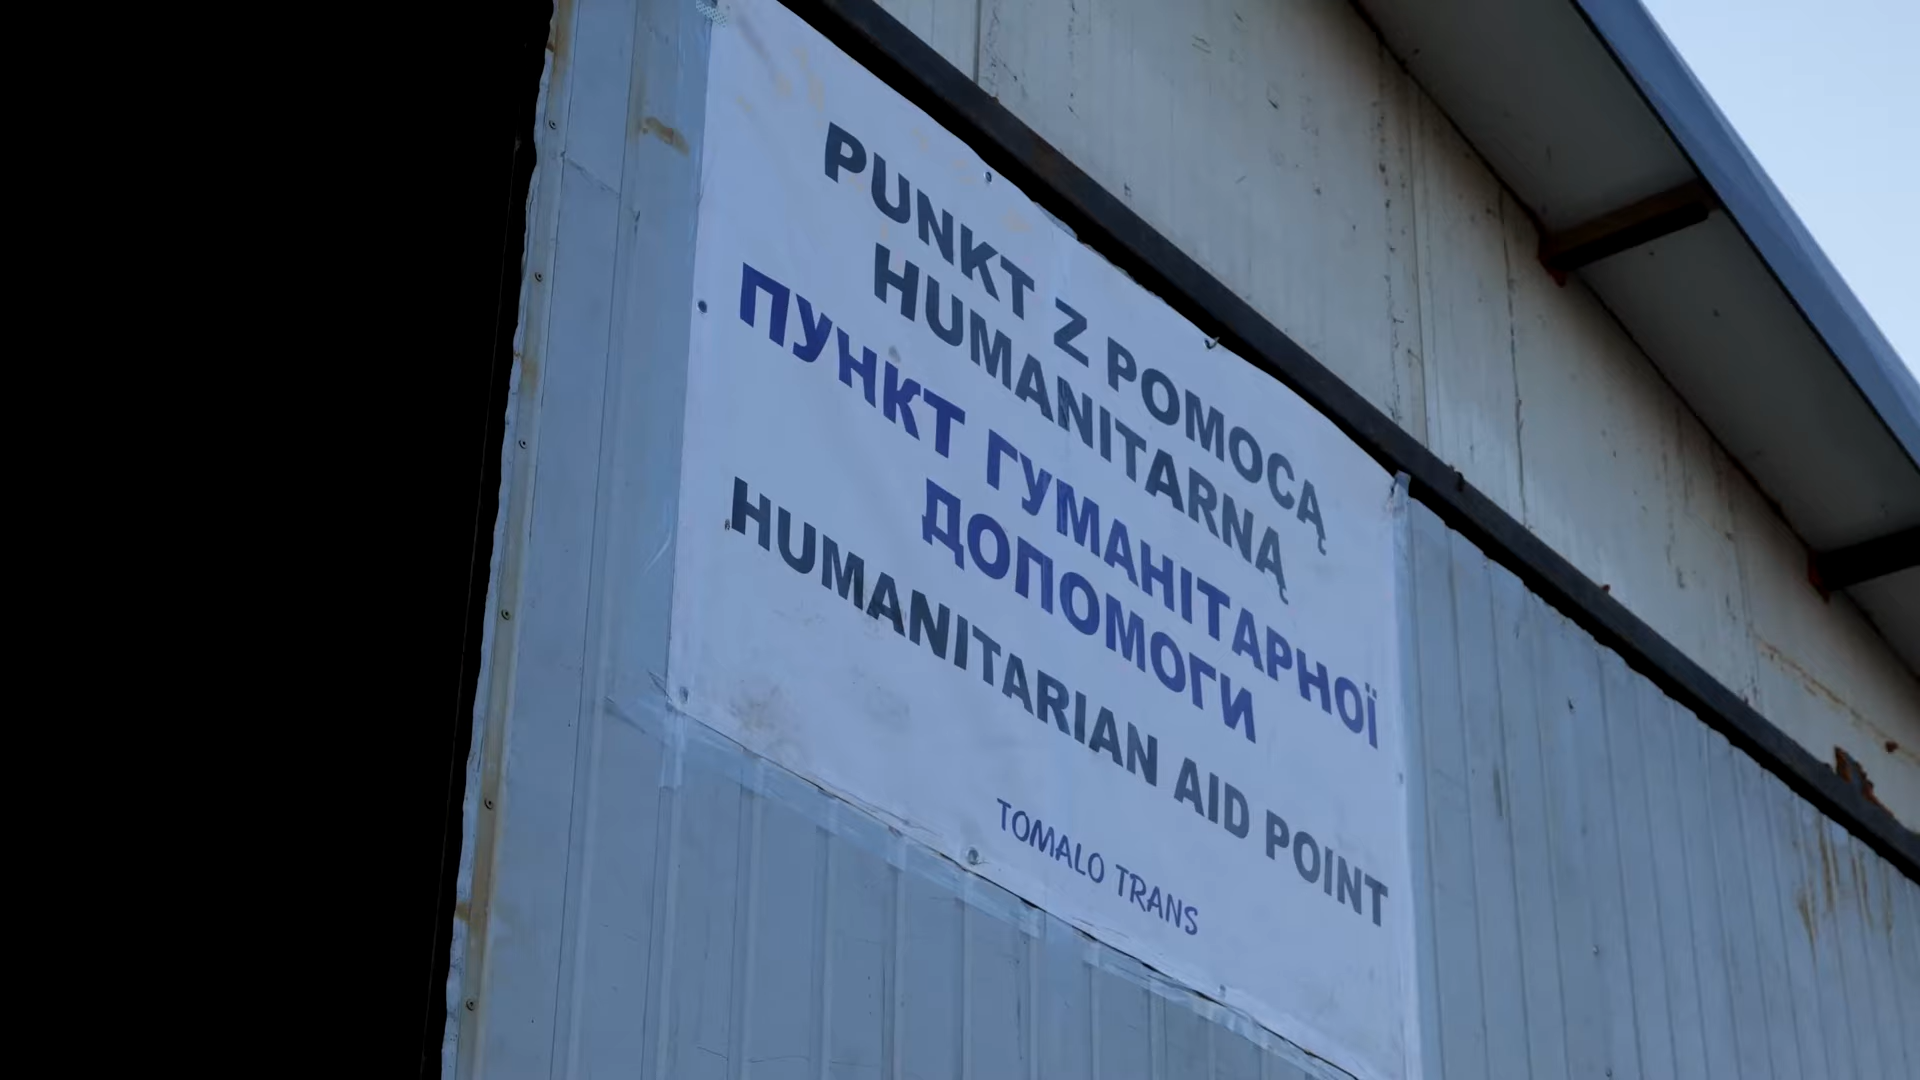 PUNKT Z POMOCĄ
HUMANITARNĄ
ПУНКТ ГУМАНІТАРНОЇ
ДОПОМОГИ
HUMANITARIAN AID POINT
TOMALO TRANS